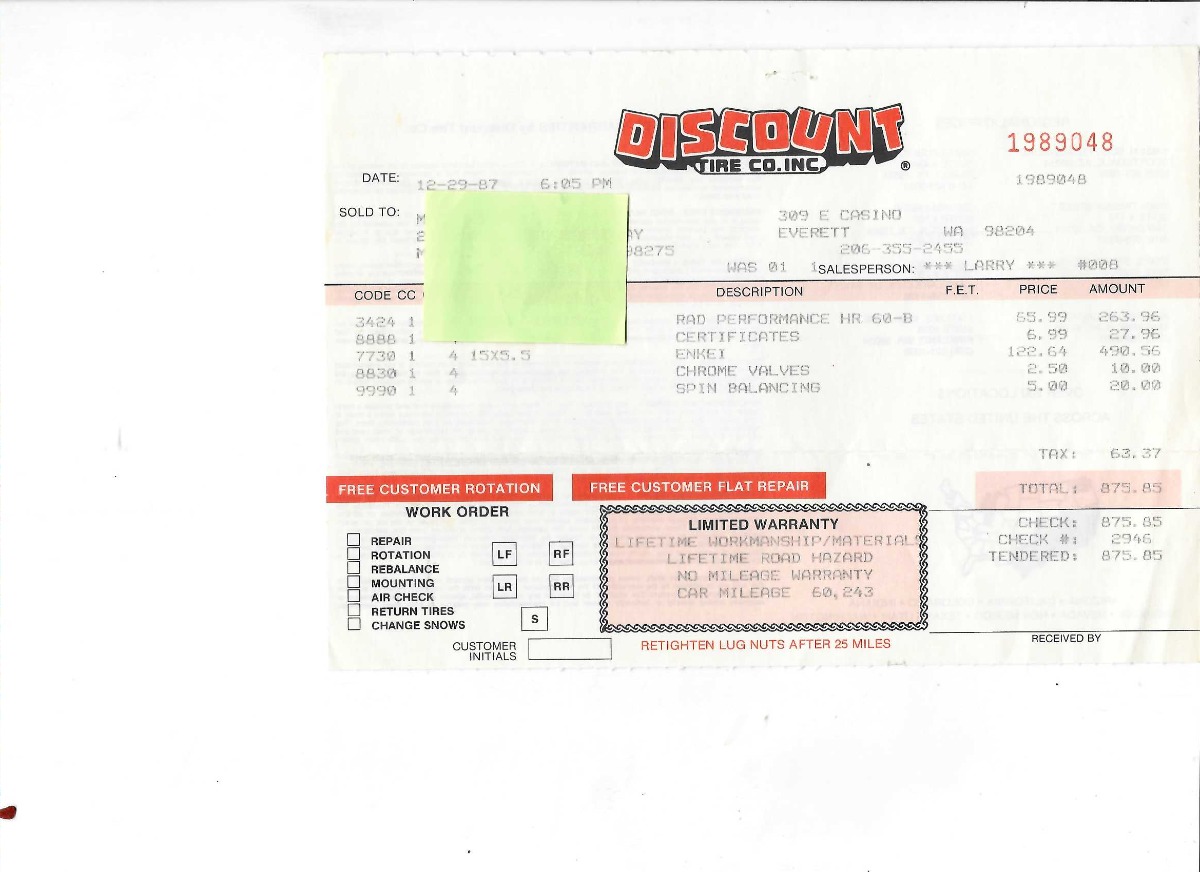 DISCOUNT
TIRE CO. INC.
®
1989048
1989048
DATE: 12-29-87 6:05 PM
SOLD TO: M
309 E CASINO
2 AY EVERETT WA 98204
M 98275 206-355-2455
WAS 01 1 SALESPERSON: *** LARRY *** #008
CODE CC DESCRIPTION F.E.T. PRICE AMOUNT
3424 1 RAD PERFORMANCE HR 60-B 65.99 263.96
8888 1 CERTIFICATES 6.99 27.96
7730 1 4 15X5.5 ENKEI 122.64 490.56
8830 1 4 CHROME VALVES 2.50 10.00
9990 1 4 SPIN BALANCING 5.00 20.00
TAX: 63.37
TOTAL: 875.85
FREE CUSTOMER ROTATION
FREE CUSTOMER FLAT REPAIR
WORK ORDER
REPAIR
ROTATION
REBALANCE
MOUNTING
AIR CHECK
RETURN TIRES
CHANGE SNOWS
LF RF
LR RR
S
CUSTOMER INITIALS
LIMITED WARRANTY
LIFETIME WORKMANSHIP/MATERIALS
LIFETIME ROAD HAZARD
NO MILEAGE WARRANTY
CAR MILEAGE 60,243
RETIGHTEN LUG NUTS AFTER 25 MILES
CHECK: 875.85
CHECK #: 2946
TENDERED: 875.85
RECEIVED BY